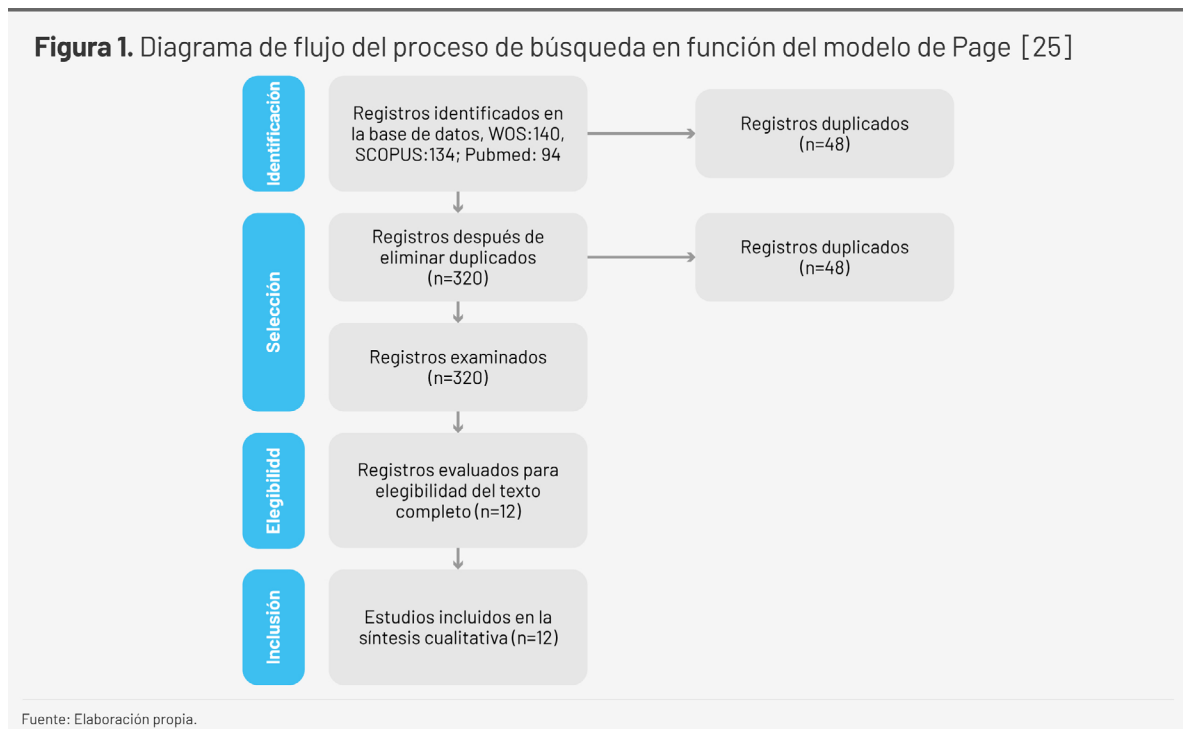 Figura 1. Diagrama de flujo del proceso de búsqueda en función del modelo de Page [25]
Identificación
Registros identificados en
la base de datos, WOS:140,
SCOPUS:134; Pubmed: 94
Registros duplicados
(n=48)
Selección
Registros después de
eliminar duplicados
(n=320)
Registros duplicados
(n=48)
Registros examinados
(n=320)
Elegibilidd
Registros evaluados para
elegibilidad del texto
completo (n=12)
Inclusión
Estudios incluidos en la
síntesis cualitativa (n=12)
Fuente: Elaboración propia.